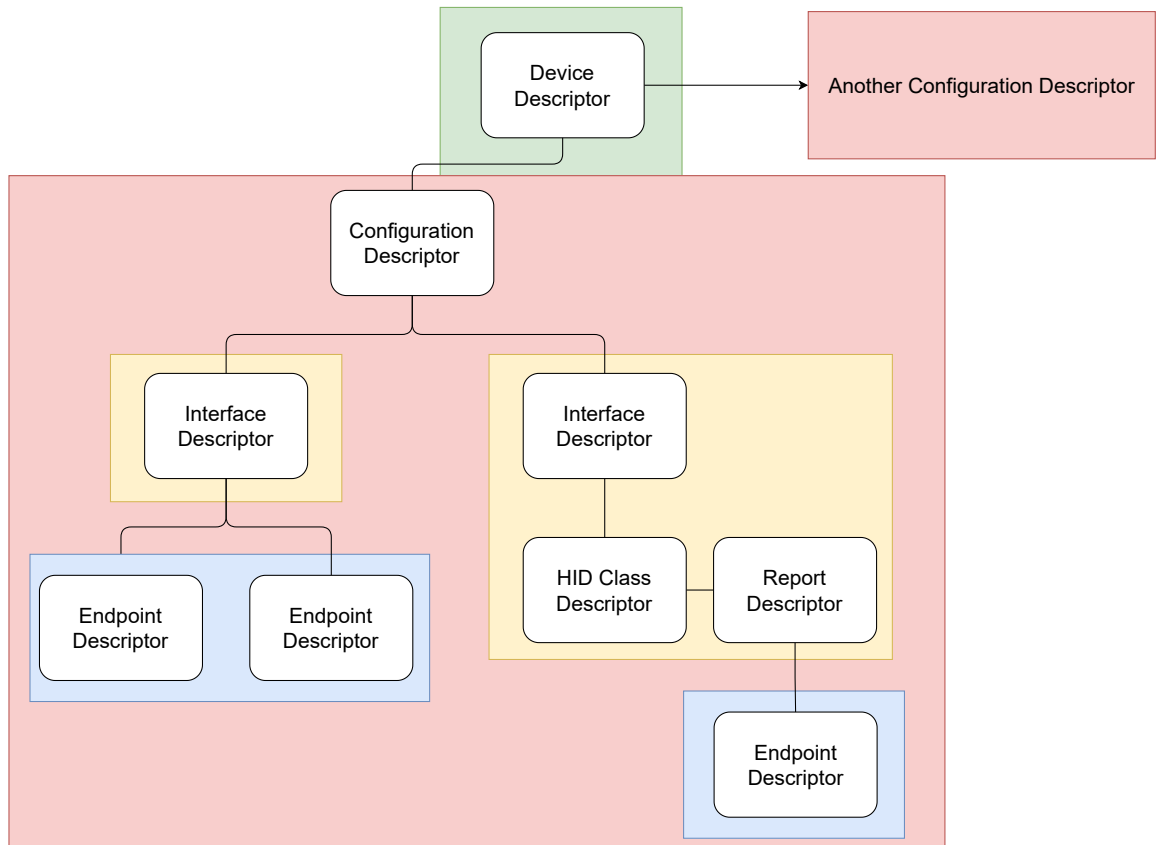 Device
Descriptor
Another Configuration Descriptor
Configuration
Descriptor
Interface
Descriptor
Interface
Descriptor
HID Class
Descriptor
Report
Descriptor
Endpoint
Descriptor
Endpoint
Descriptor
Endpoint
Descriptor